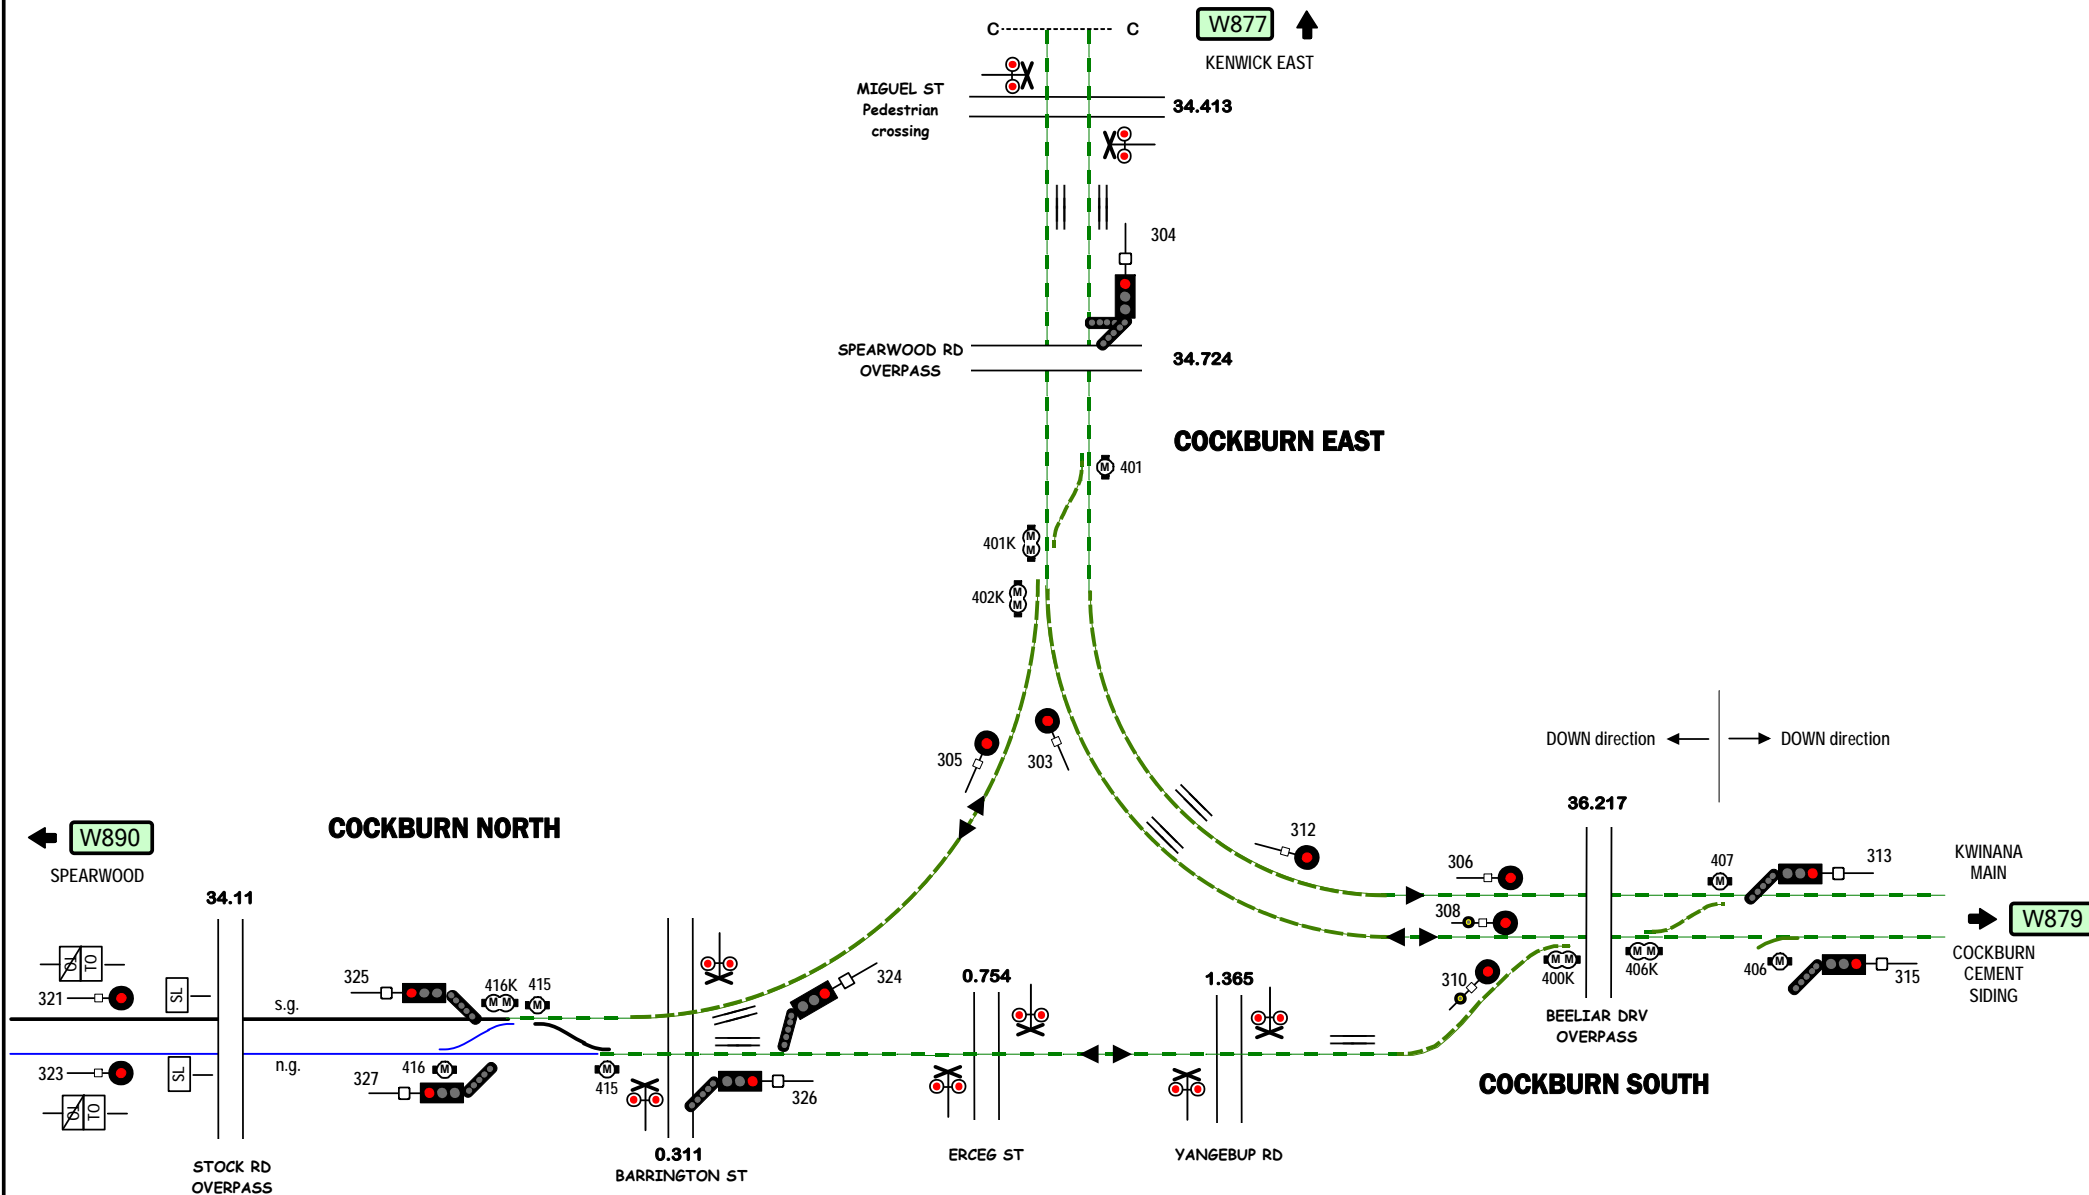 C
C
W877
KENWICK EAST
MIGUEL ST
Pedestrian
crossing
34.413
304
SPEARWOOD RD
OVERPASS
34.724
COCKBURN EAST
M
401
401K
M
M
402K
M
M
305
303
DOWN direction
DOWN direction
36.217
COCKBURN NORTH
W890
SPEARWOOD
34.11
312
306
407
M
313
KWINANA
MAIN
308
W879
COCKBURN
CEMENT
SIDING
TO
TO
321
SL
s.g.
325
416K
M M
415
M
324
0.754
1.365
310
M M
400K
M M
406K
406
M
315
BEELIAR DRV
OVERPASS
323
SL
n.g.
416
M
327
M
415
326
COCKBURN SOUTH
TO
TO
STOCK RD
OVERPASS
0.311
BARRINGTON ST
ERCEG ST
YANGEBUP RD